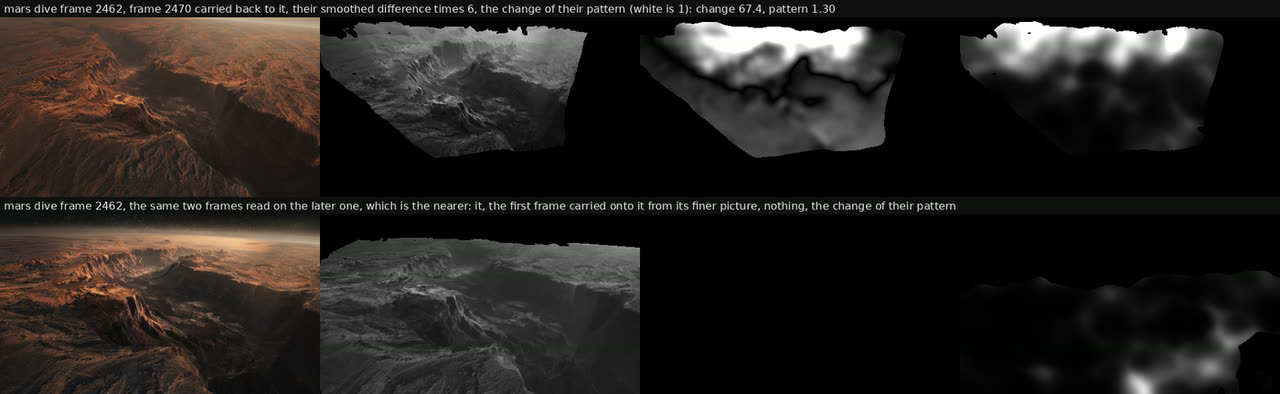 mars dive frame 2462, frame 2470 carried back to it, their smoothed difference times 6, the change of their pattern (white is 1): change 67.4, pattern 1.30
mars dive frame 2462, the same two frames read on the later one, which is the nearer: it, the first frame carried onto it from its finer picture, nothing, the change of their pattern